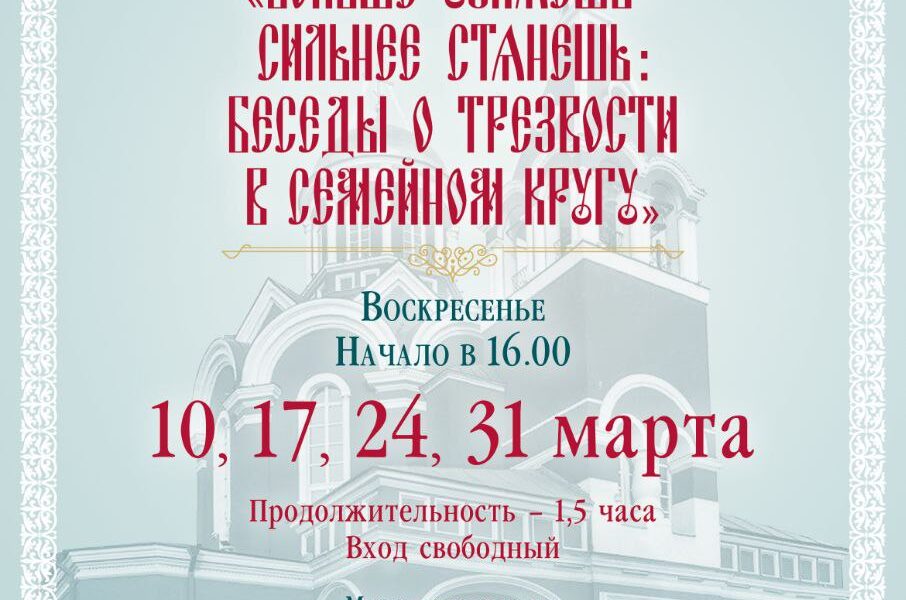 СИЛЬНЕЕ СТАНЕШЬ:
БЕСЕДЫ О ТРЕЗВОСТИ
В СЕМЕЙНОМ КРУГУ»
Воскресенье
Начало в 16.00
10, 17, 24, 31 марта
Продолжительность – 1,5 часа
Вход свободный